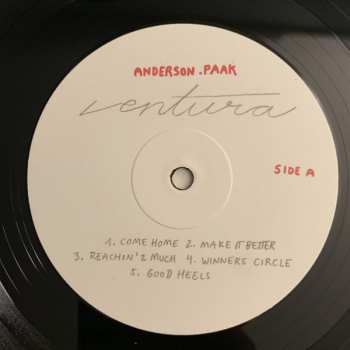 ANDERSON .PAAK
Ventura
SIDE A
1. COME HOME 2. MAKE IT BETTER
3. REACHIN' 2 MUCH 4. WINNERS CIRCLE
5. GOOD HEELS